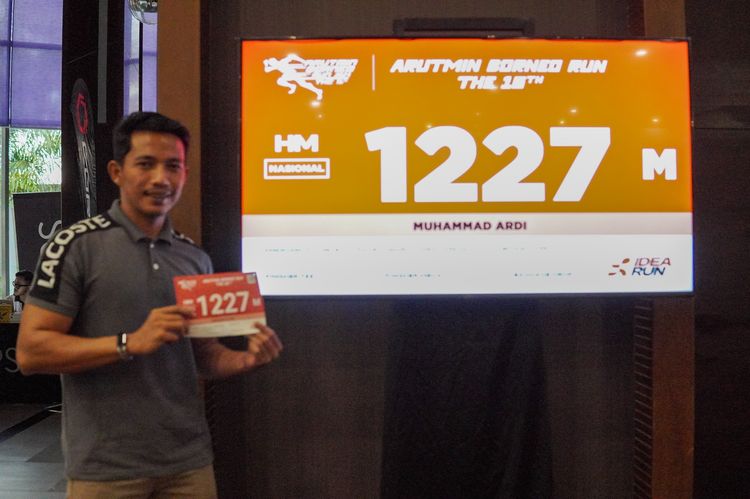 ARUTMIN BORNEO RUN
THE 10TH
HM
NASIONAL
1227 M
MUHAMMAD ARDI
IDEA
RUN
LACOSTE
1227 M